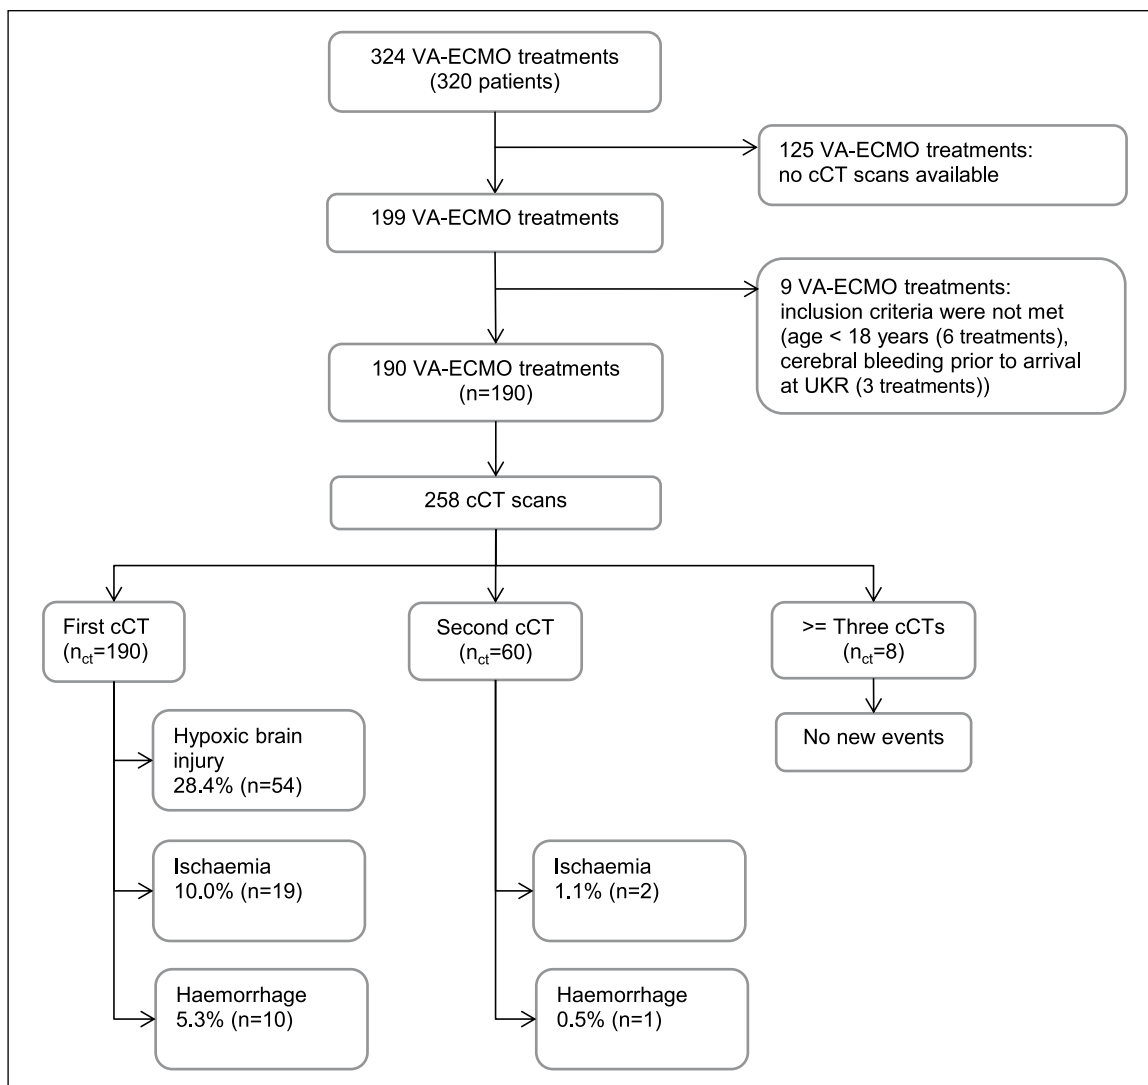 324 VA-ECMO treatments
(320 patients)
125 VA-ECMO treatments:
no cCT scans available
199 VA-ECMO treatments
9 VA-ECMO treatments:
inclusion criteria were not met
(age < 18 years (6 treatments),
cerebral bleeding prior to arrival
at UKR (3 treatments))
190 VA-ECMO treatments
(n=190)
258 cCT scans
First cCT
(nct=190)
Second cCT
(nct=60)
>= Three cCTs
(nct=8)
Hypoxic brain
injury
28.4% (n=54)
No new events
Ischaemia
10.0% (n=19)
Ischaemia
1.1% (n=2)
Haemorrhage
5.3% (n=10)
Haemorrhage
0.5% (n=1)